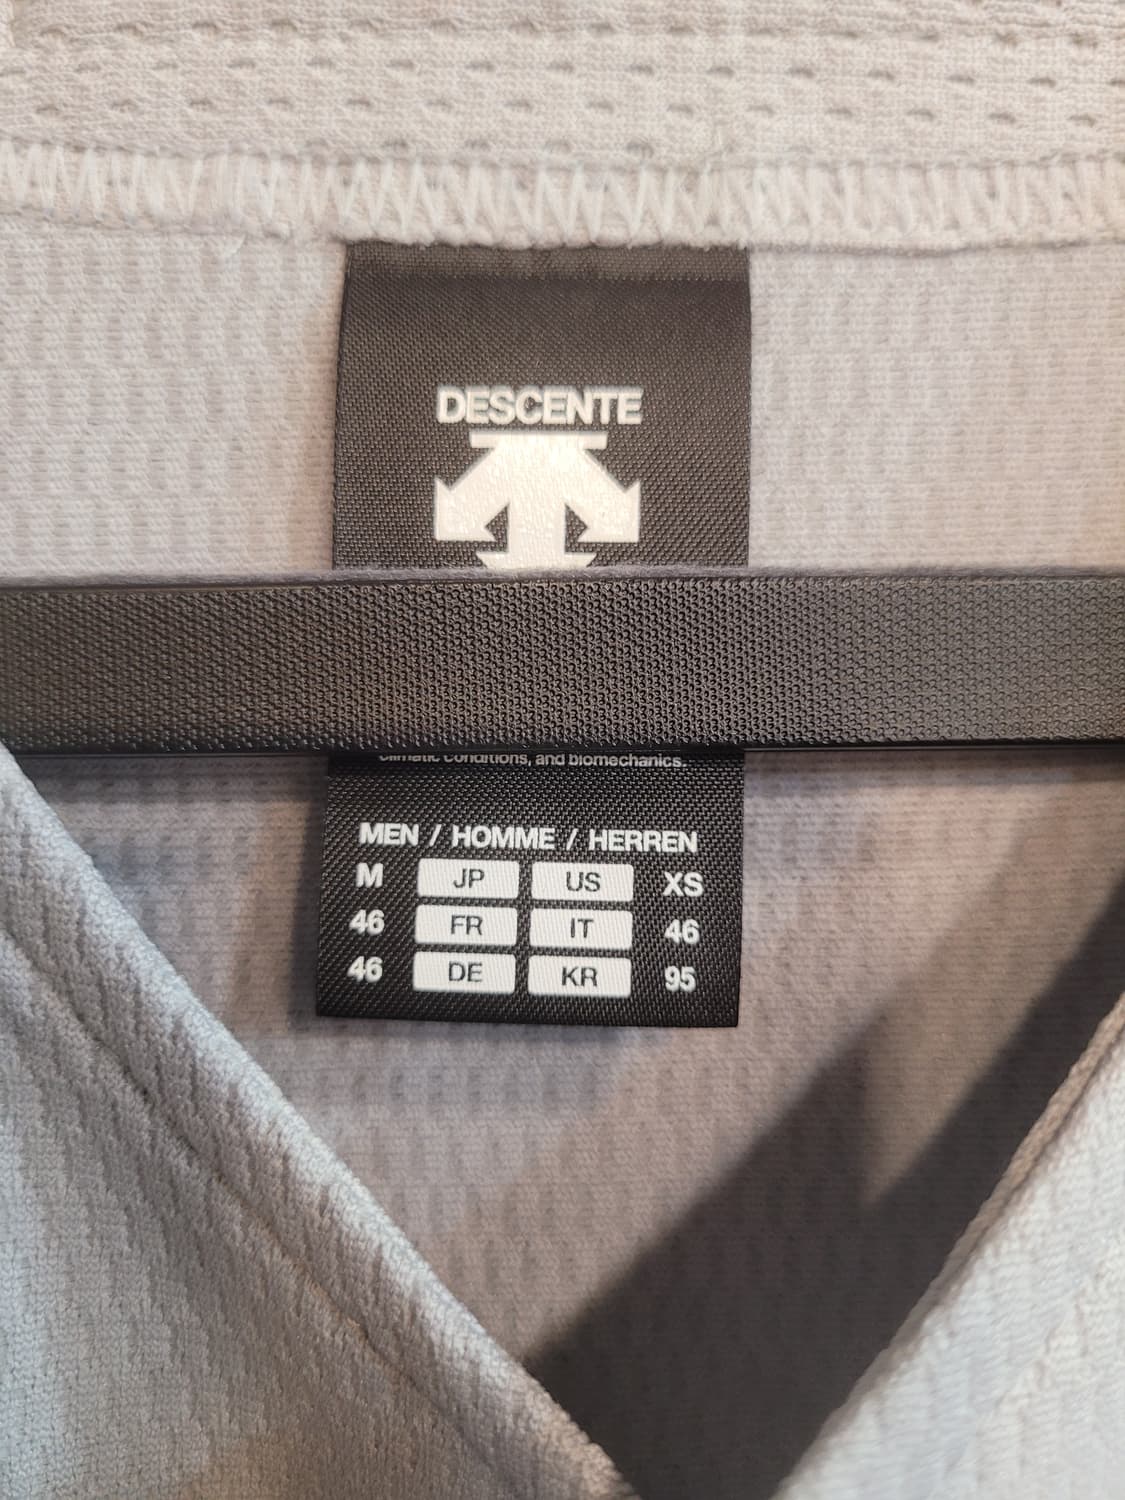 DESCENTE
climatic conditions, and biomechanics.
MEN / HOMME / HERREN
M JP US XS
46 FR IT 46
46 DE KR 95